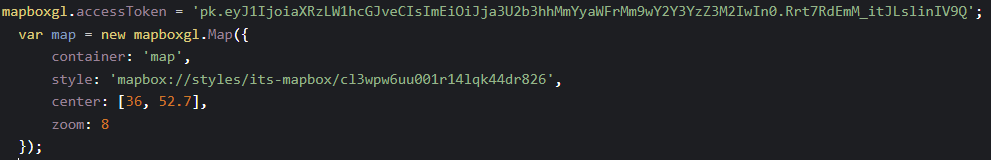 mapboxgl.accessToken = 'pk.eyJ1IjoiaXRzLW1hcGJveCIsImEiOiJja3U2b3hhMmYyaWFrMm9wY2Y3YzZ3M2IwIn0.Rrt7RdEmM_itJLslinIV9Q';
var map = new mapboxgl.Map({
container: 'map',
style: 'mapbox://styles/its-mapbox/cl3wpw6uu001r14lqk44dr826',
center: [36, 52.7],
zoom: 8
});